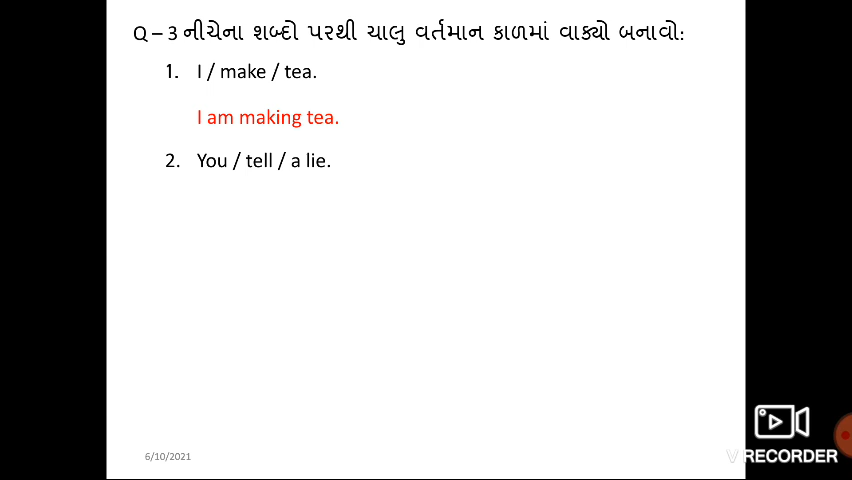 Q – 3 નીચેના શબ્દો પરથી ચાલુ વર્તમાન કાળમાં વાક્યો બનાવો:
1. I / make / tea.
I am making tea.
2. You / tell / a lie.
6/10/2021
V RECORDER